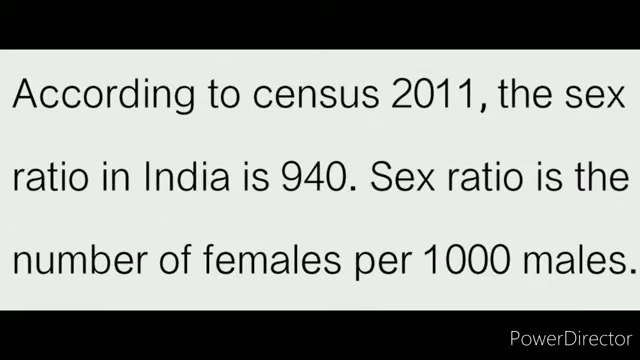 According to census 2011, the sex
ratio in India is 940. Sex ratio is the
number of females per 1000 males.
PowerDirector